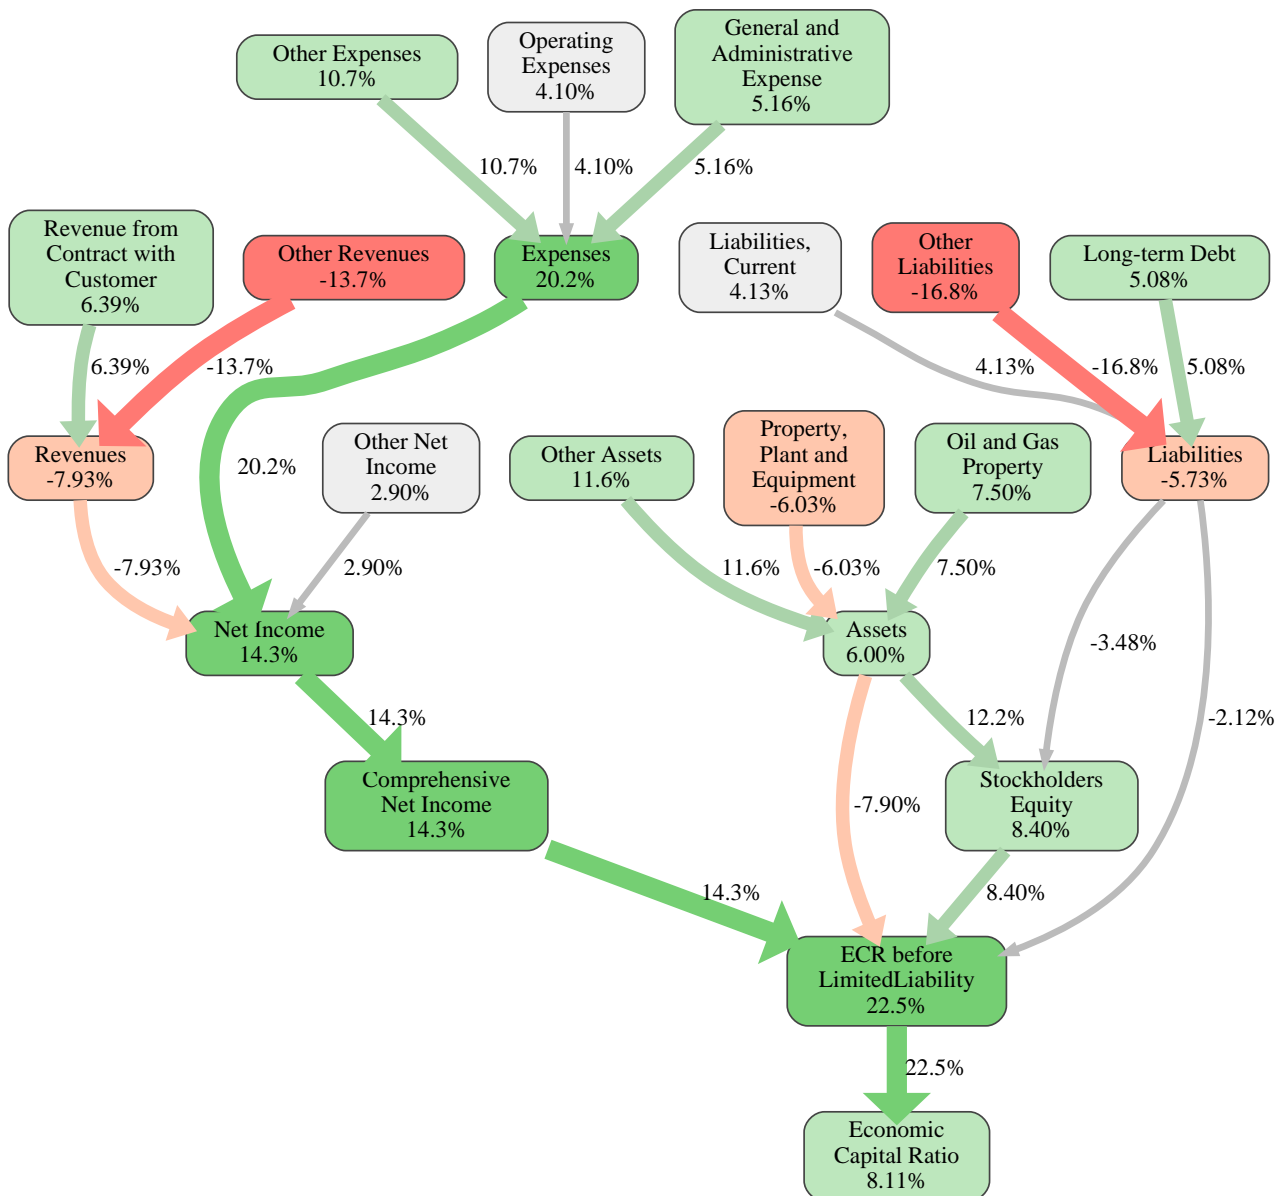 Other Expenses
10.7%
Operating
Expenses
4.10%
General and
Administrative
Expense
5.16%
10.7%
4.10%
5.16%
Revenue from
Contract with
Customer
6.39%
Other Revenues
-13.7%
Expenses
20.2%
Liabilities,
Current
4.13%
Other
Liabilities
-16.8%
Long-term Debt
5.08%
6.39%
-13.7%
4.13%
-16.8%
5.08%
Revenues
-7.93%
20.2%
Other Net
Income
2.90%
Other Assets
11.6%
Property,
Plant and
Equipment
-6.03%
Oil and Gas
Property
7.50%
Liabilities
-5.73%
-7.93%
2.90%
11.6%
-6.03%
7.50%
Net Income
14.3%
Assets
6.00%
-3.48%
-2.12%
14.3%
12.2%
Comprehensive
Net Income
14.3%
-7.90%
Stockholders
Equity
8.40%
14.3%
8.40%
ECR before
LimitedLiability
22.5%
22.5%
Economic
Capital Ratio
8.11%